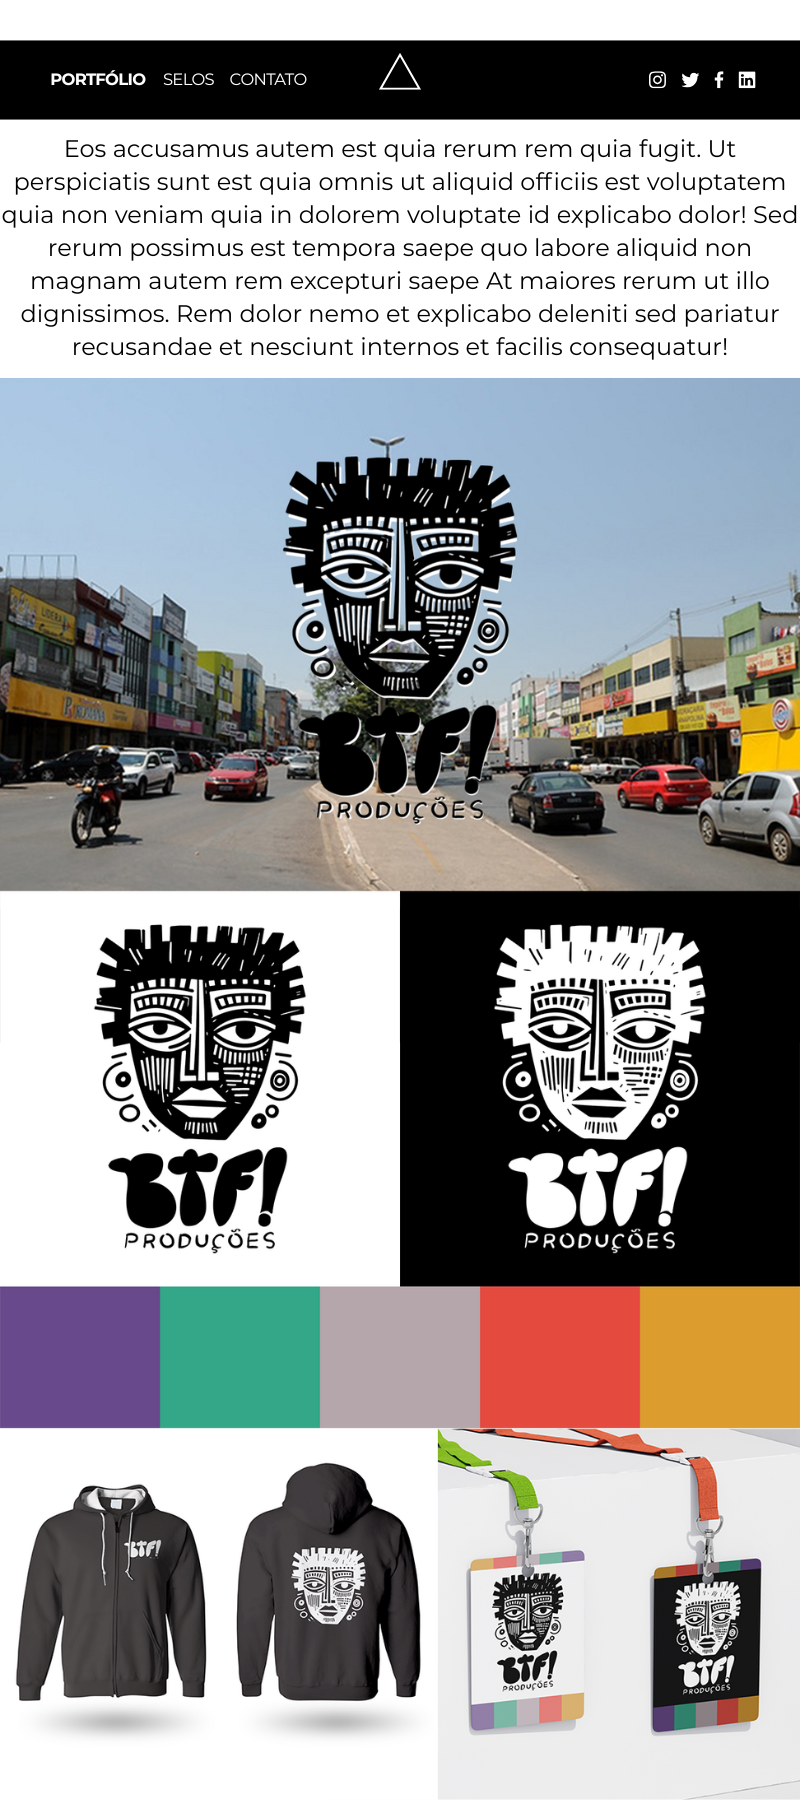 PORTFÓLIO SELOS CONTATO
Eos accusamus autem est quia rerum rem quia fugit. Ut
perspiciatis sunt est quia omnis ut aliquid officiis est voluptatem
quia non veniam quia in dolorem voluptate id explicabo dolor! Sed
rerum possimus est tempora saepe quo labore aliquid non
magnam autem rem excepturi saepe At maiores rerum ut illo
dignissimos. Rem dolor nemo et explicabo deleniti sed pariatur
recusandae et nesciunt internos et facilis consequatur!
LIDERA
BTF!
PRODUÇÕES
BTF!
PRODUÇÕES
BTF!
PRODUÇÕES
BTF!
BTF!
PRODUÇÕES
BTF!
PRODUÇÕES